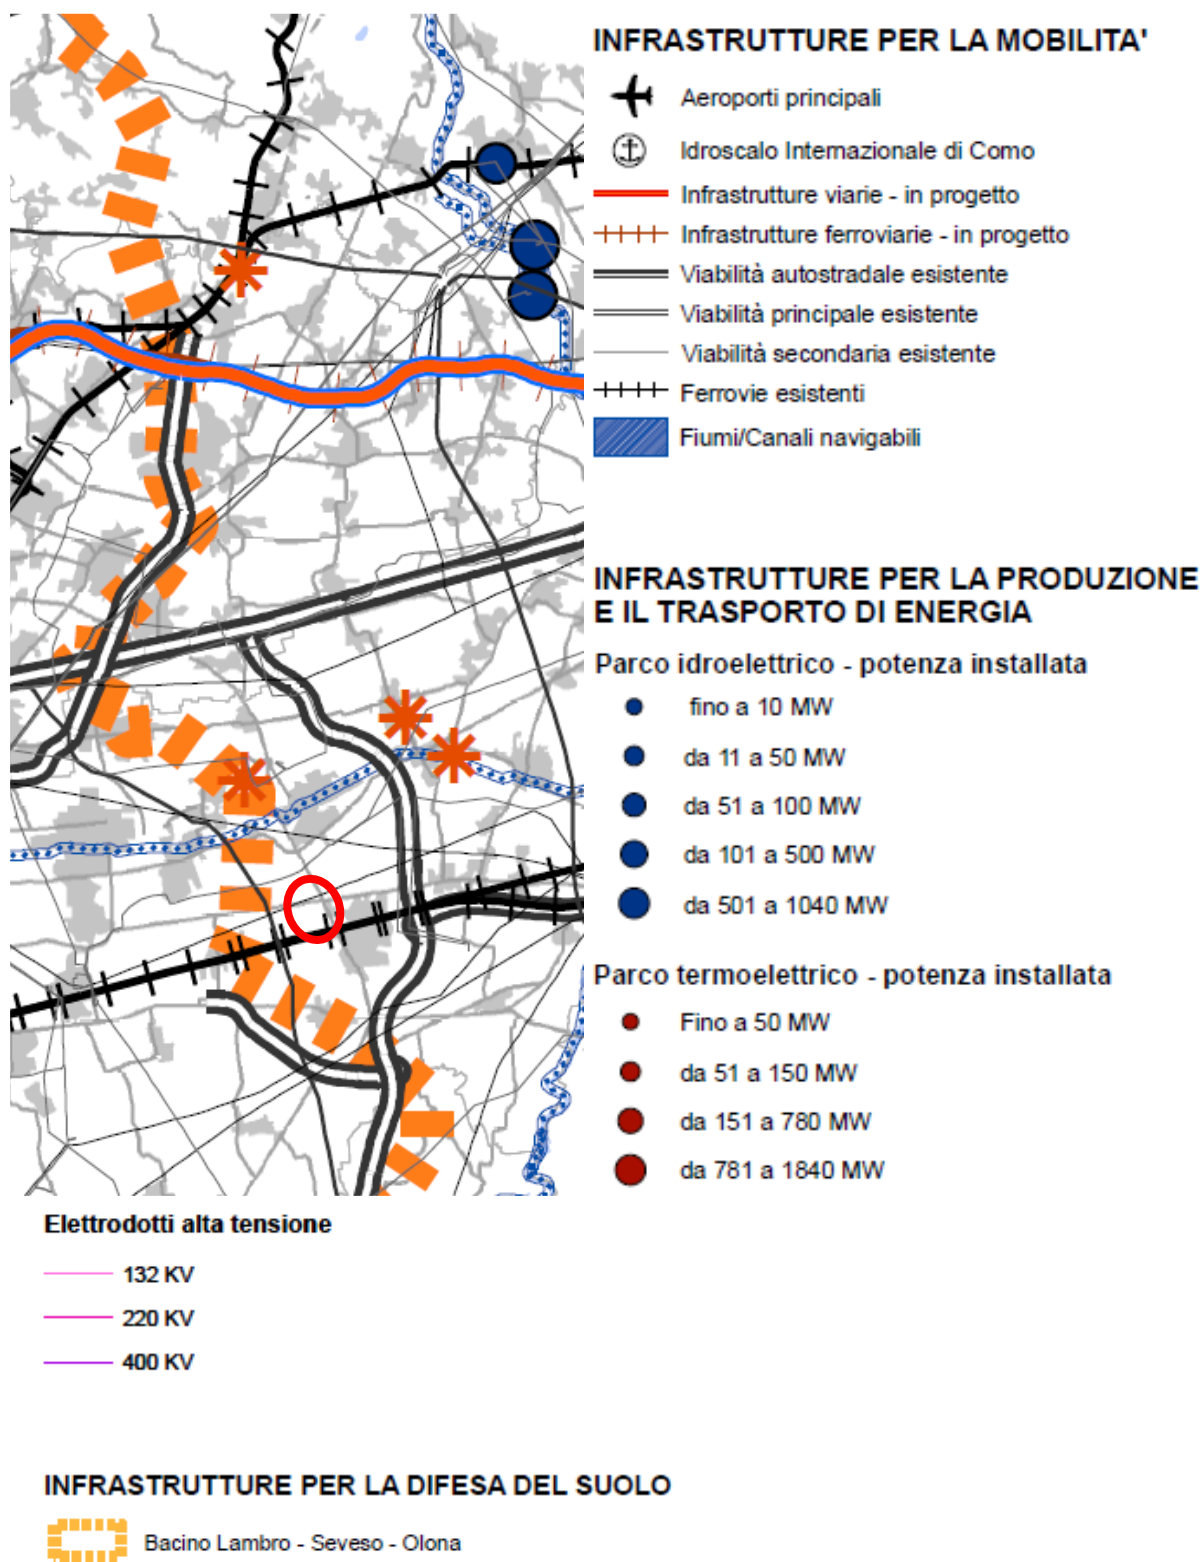 INFRASTRUTTURE PER LA MOBILITA'
Aeroporti principali
Idroscalo Internazionale di Como
Infrastrutture viarie - in progetto
Infrastrutture ferroviarie - in progetto
Viabilità autostradale esistente
Viabilità principale esistente
Viabilità secondaria esistente
Ferrovie esistenti
Fiumi/Canali navigabili
INFRASTRUTTURE PER LA PRODUZIONE
E IL TRASPORTO DI ENERGIA
Parco idroelettrico - potenza installata
fino a 10 MW
da 11 a 50 MW
da 51 a 100 MW
da 101 a 500 MW
da 501 a 1040 MW
Parco termoelettrico - potenza installata
Fino a 50 MW
da 51 a 150 MW
da 151 a 780 MW
da 781 a 1840 MW
Elettrodotti alta tensione
132 KV
220 KV
400 KV
INFRASTRUTTURE PER LA DIFESA DEL SUOLO
Bacino Lambro - Seveso - Olona